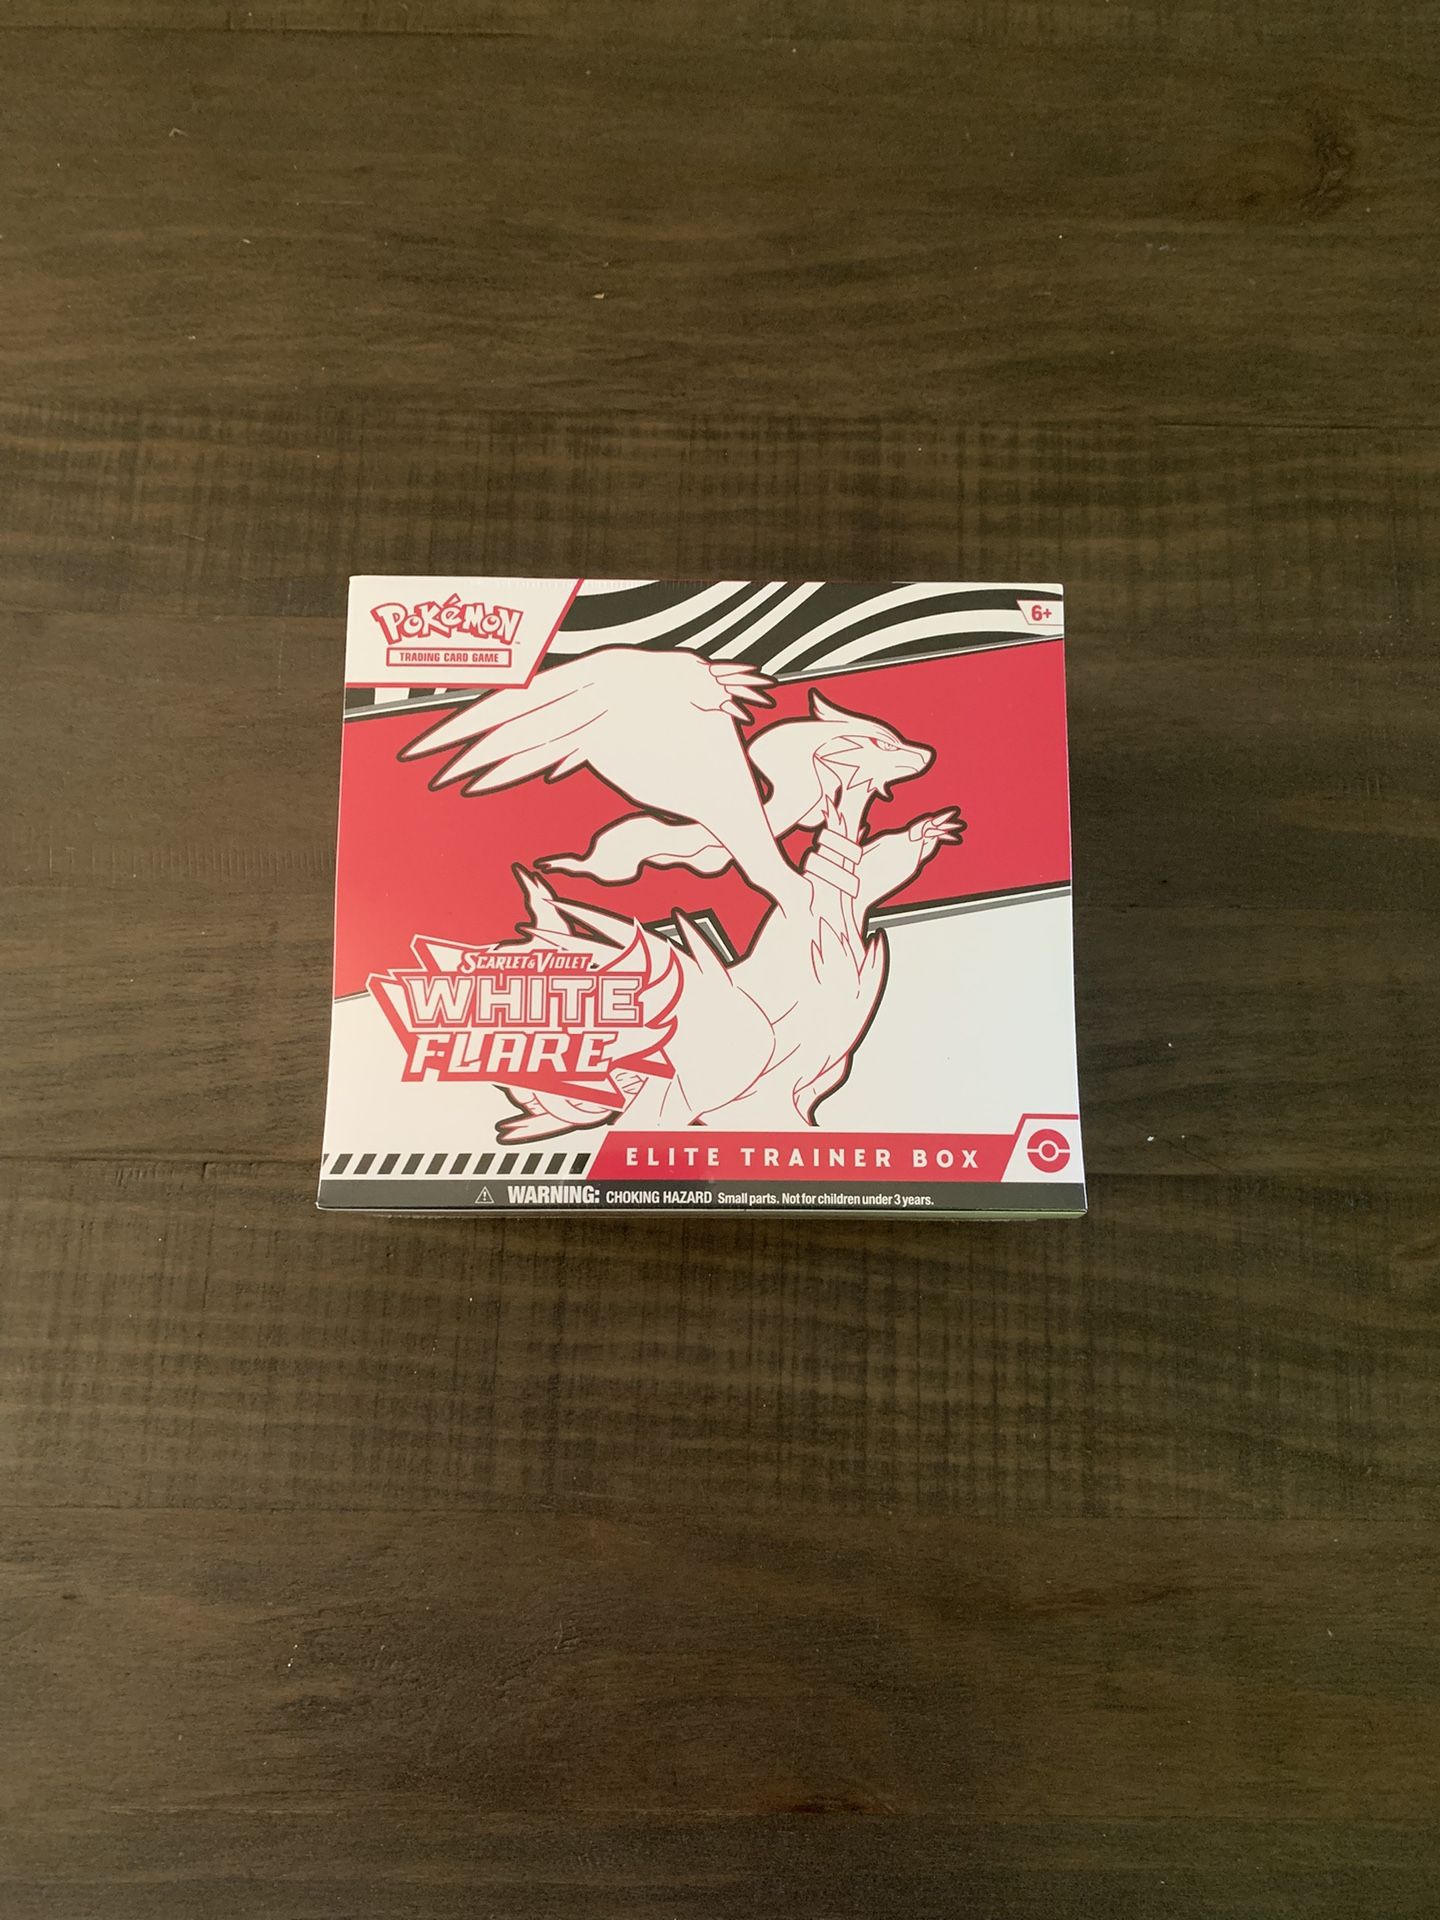 POKéMON
TRADING CARD GAME
6+
SCARLET & VIOLET
WHITE
FLARE
ELITE TRAINER BOX
WARNING: CHOKING HAZARD Small parts. Not for children under 3 years.